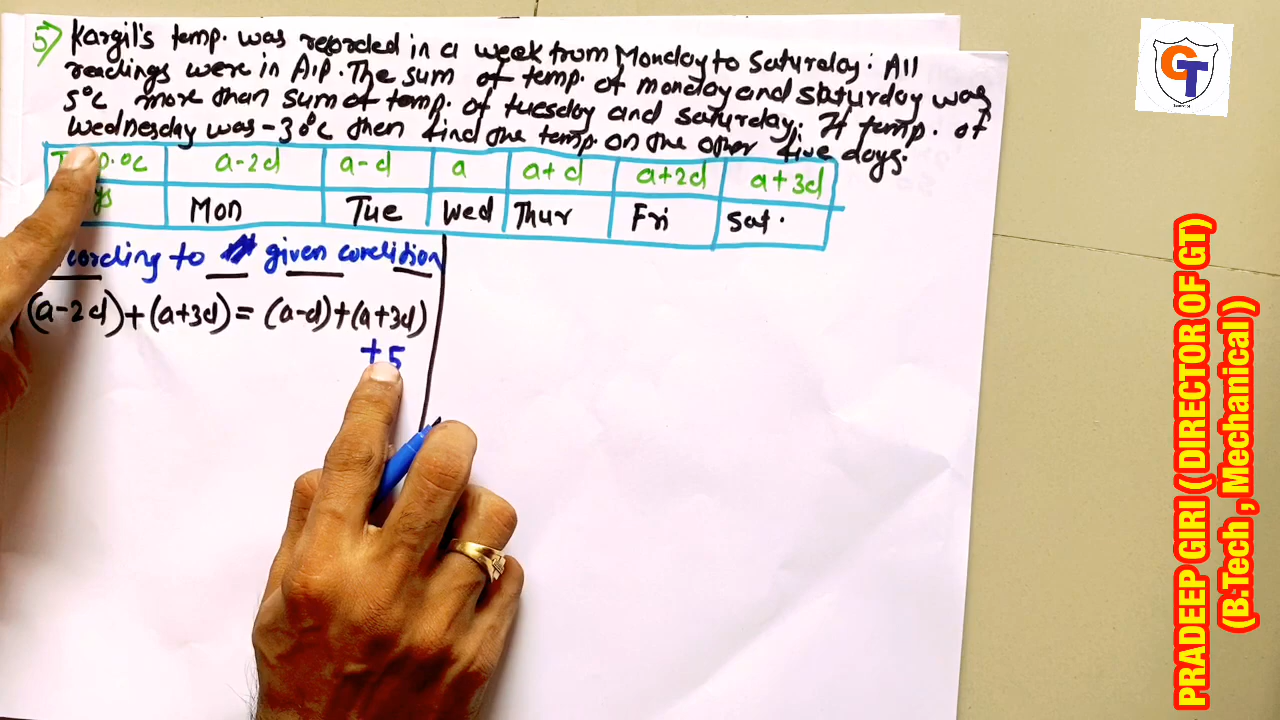 5) Kargil's temp. was recorded in a week from Monday to Saturday: All
readings were in A.P. The sum of temp. of monday and saturday was
5°C more than sum of temp. of tuesday and saturday. If temp. of
Wednesday was -30°C then find the temp. on the other five days.
°C a-2d a-d a a+d a+2d a+3d
Mon Tue Wed Thur Fri Sat.
to given condition
(a-2d)+(a+3d)=(a-d)+(a+3d)
+5
GT
PRADEEP GIRI ( DIRECTOR OF GT)
(B.Tech , Mechanical )